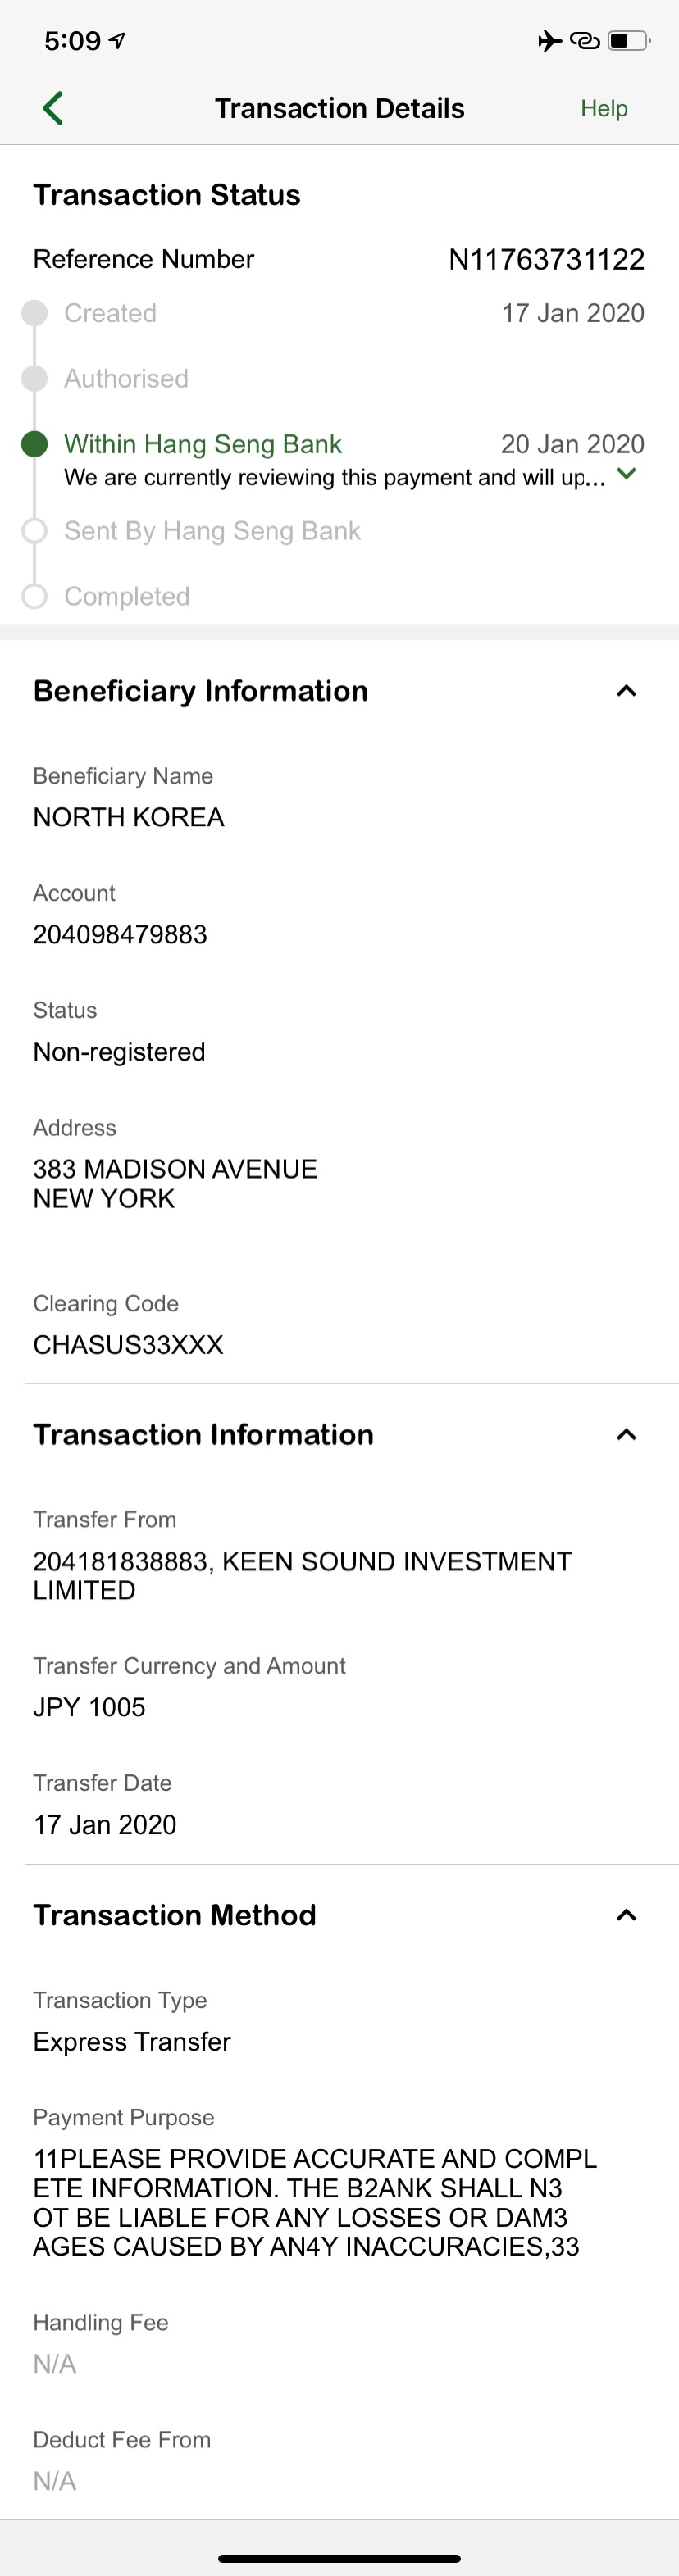 5:09
Transaction Details
Help
Transaction Status
Reference Number N11763731122
Created 17 Jan 2020
Authorised
Within Hang Seng Bank 20 Jan 2020
We are currently reviewing this payment and will up...
Sent By Hang Seng Bank
Completed
Beneficiary Information
Beneficiary Name
NORTH KOREA
Account
204098479883
Status
Non-registered
Address
383 MADISON AVENUE
NEW YORK
Clearing Code
CHASUS33XXX
Transaction Information
Transfer From
204181838883, KEEN SOUND INVESTMENT
LIMITED
Transfer Currency and Amount
JPY 1005
Transfer Date
17 Jan 2020
Transaction Method
Transaction Type
Express Transfer
Payment Purpose
11PLEASE PROVIDE ACCURATE AND COMPL
ETE INFORMATION. THE B2ANK SHALL N3
OT BE LIABLE FOR ANY LOSSES OR DAM3
AGES CAUSED BY AN4Y INACCURACIES,33
Handling Fee
N/A
Deduct Fee From
N/A